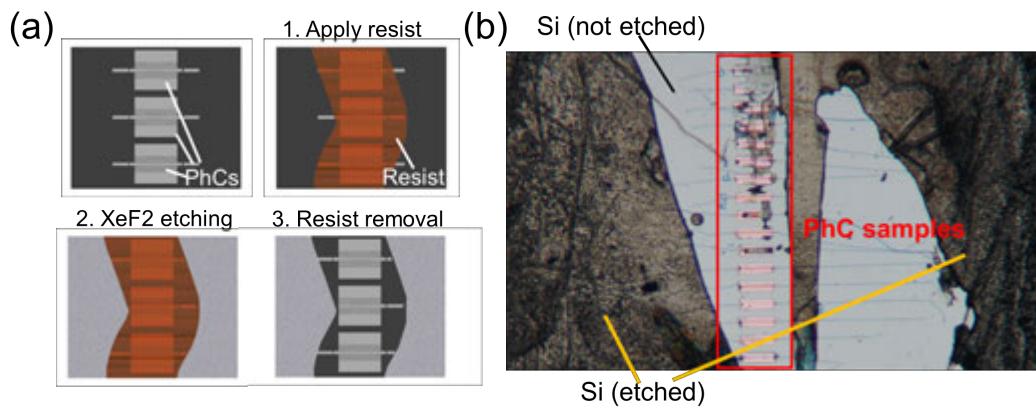 (a)
1. Apply resist
PhCs
Resist
2. XeF2 etching
3. Resist removal
(b)
Si (not etched)
PhC samples
Si (etched)